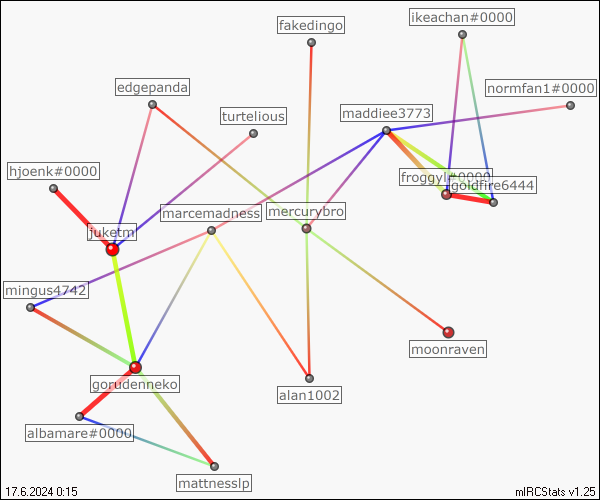 ikeachan#0000
fakedingo
edgepanda
normfan1#0000
turtelious
maddiee3773
hjoenk#0000
froggyl#0000
goldfire6444
marcemadness
mercurybro
juketm
mingus4742
moonraven
gorudenneko
alan1002
albamare#0000
mattnesslp
17.6.2024 0:15
mIRCStats v1.25